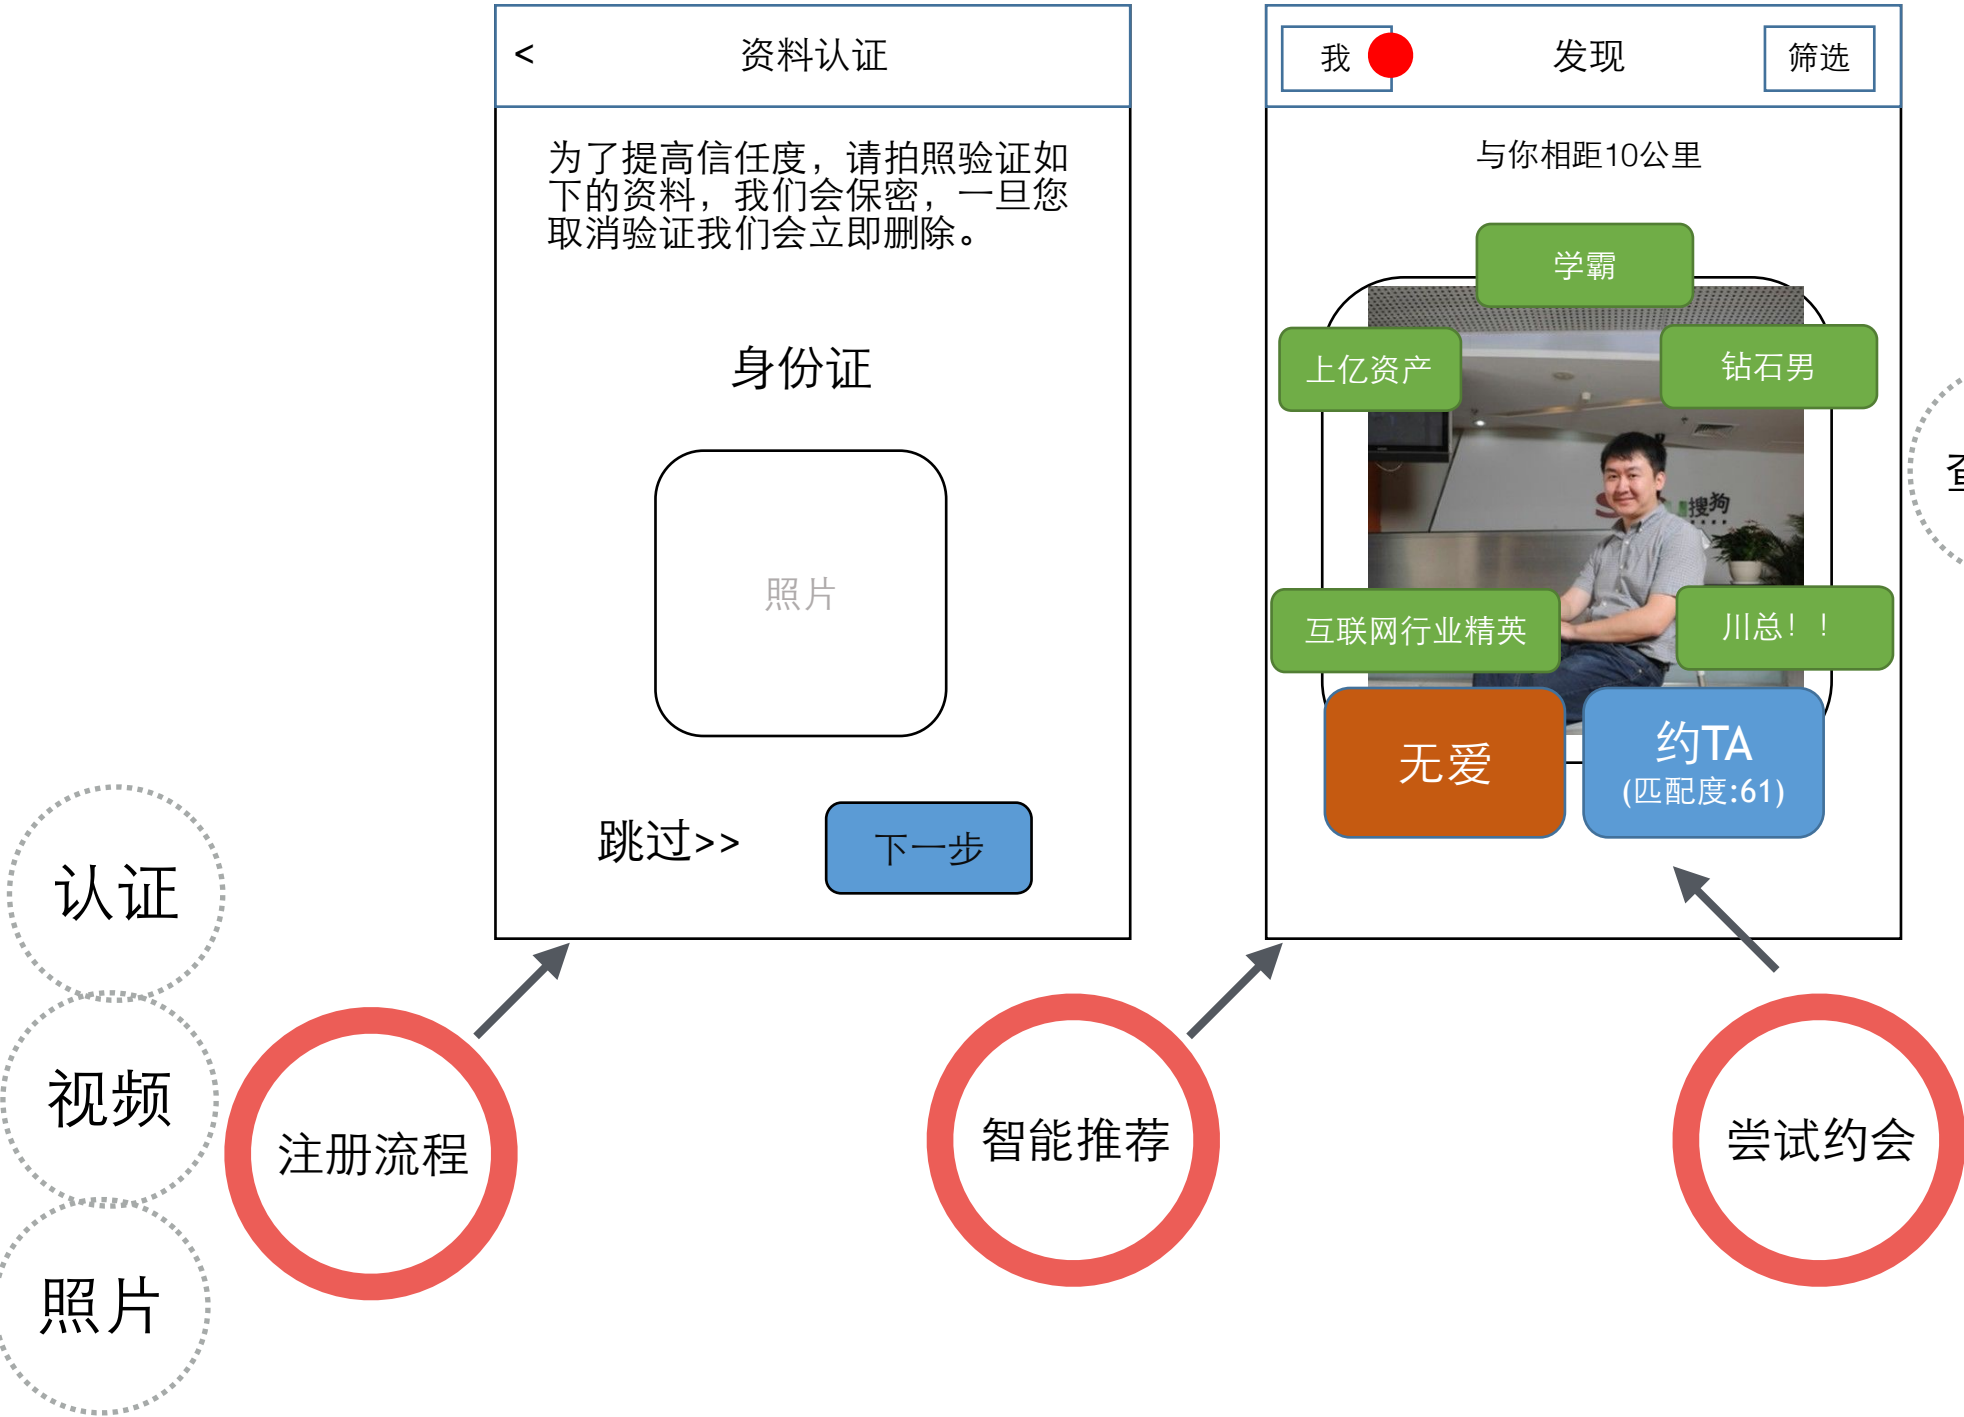 <
资料认证
为了提高信任度，请拍照验证如
下的资料，我们会保密，一旦您
取消验证我们会立即删除。
身份证
照片
跳过>>
下一步
我
发现
筛选
与你相距10公里
学霸
上亿资产
钻石男
搜狗
互联网行业精英
川总！！
无爱
约TA
(匹配度:61)
认证
视频
照片
注册流程
智能推荐
尝试约会